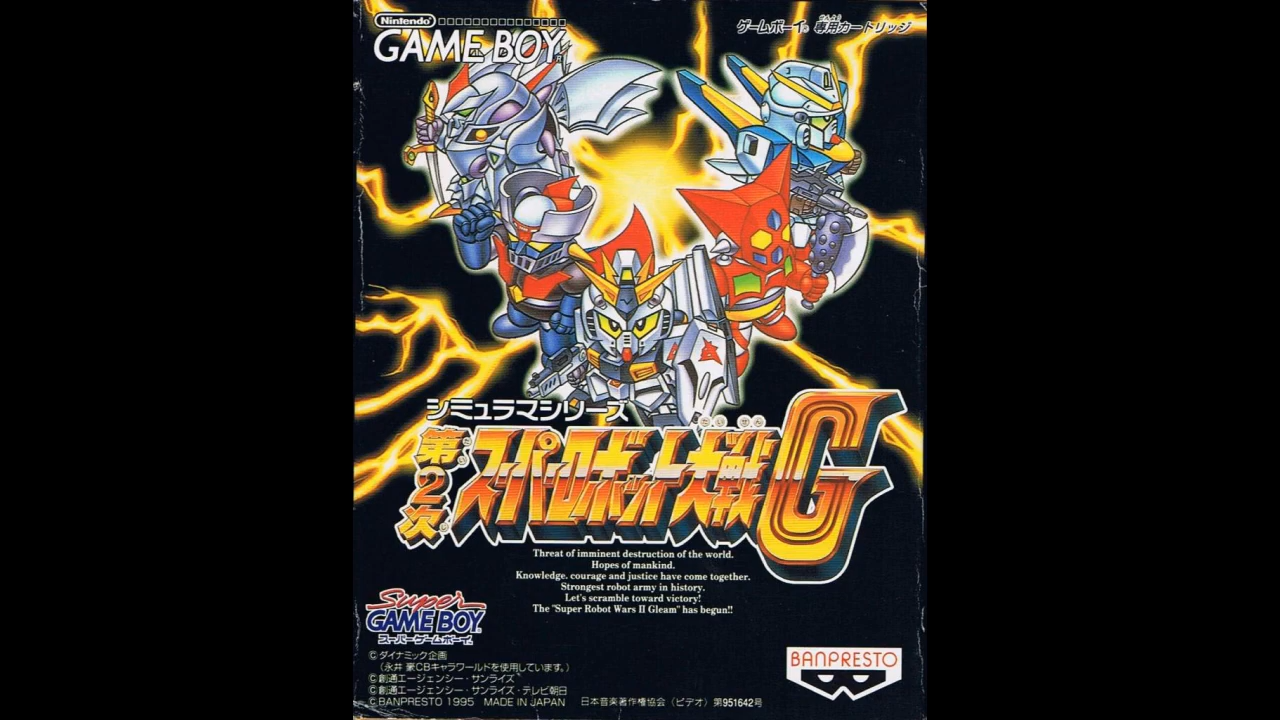 Nintendo
GAME BOY
ゲームボーイ® 専用カートリッジ
シミュラマシリーズ
第2次
スーパーロボット大戦G
Threat of imminent destruction of the world.
Hopes of mankind.
Knowledge. courage and justice have come together.
Strongest robot army in history.
Let's scramble toward victory!
The "Super Robot Wars II Gleam" has begun!!
Super
GAME BOY
スーパーゲームボーイ
©ダイナミック企画
(永井 豪CBキャラワールドを使用しています。)
©創通エージェンシー・サンライズ
©創通エージェンシー・サンライズ・テレビ朝日
©BANPRESTO 1995 MADE IN JAPAN 日本音楽著作権協会(ビデオ)第951642号
BANPRESTO